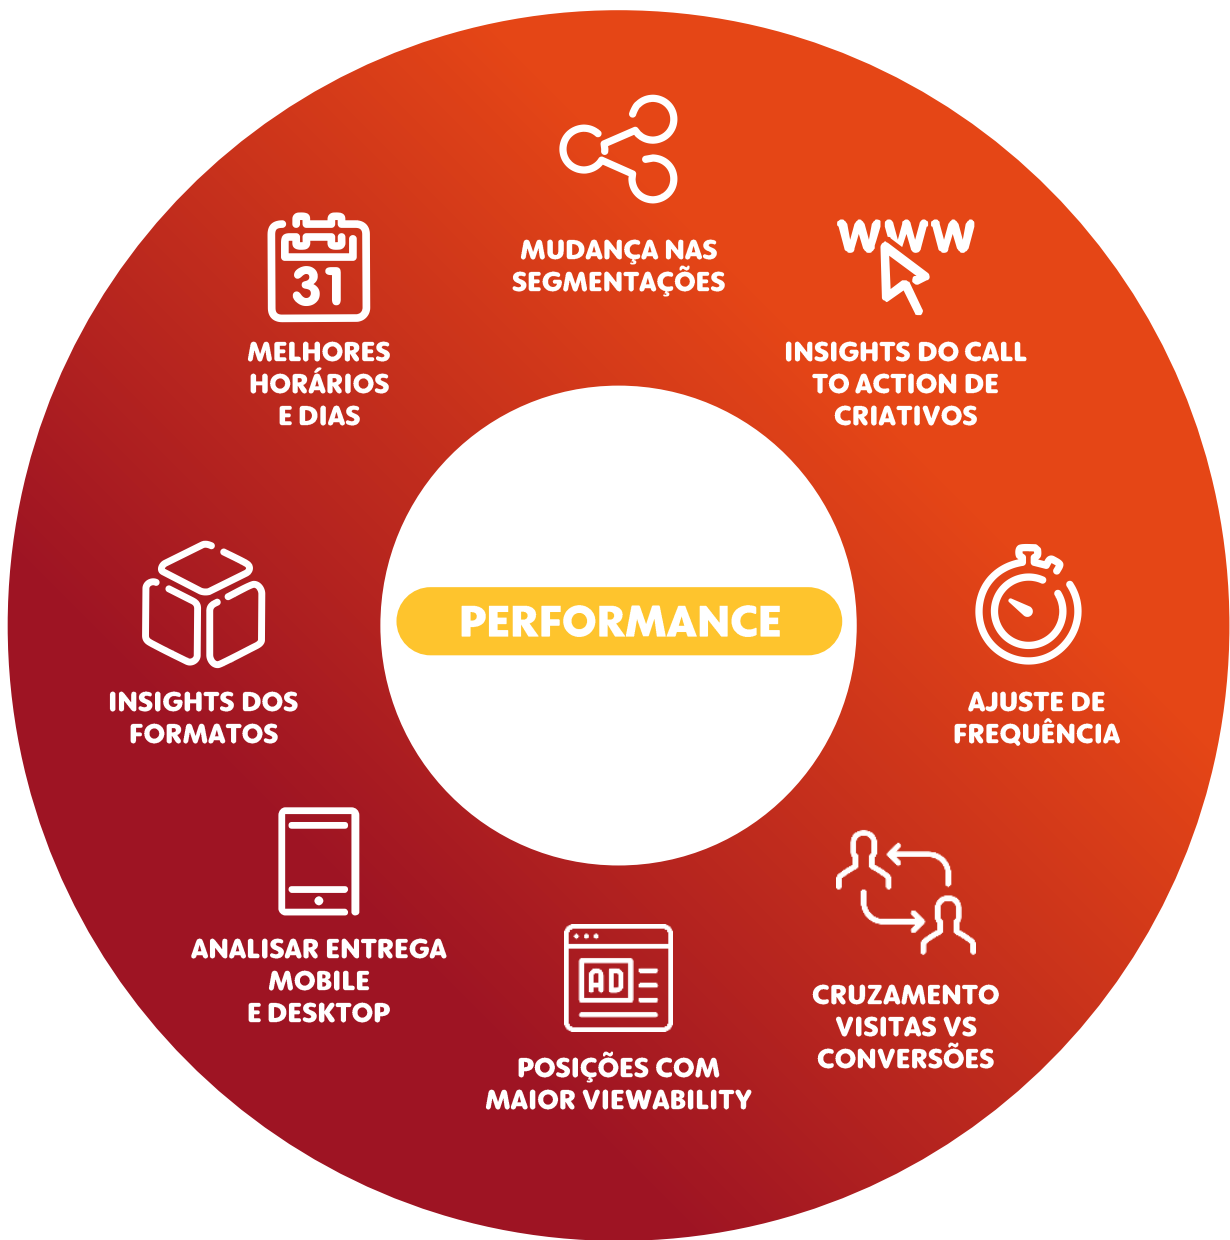 MUDANÇA NAS
SEGMENTAÇÕES
WWW
INSIGHTS DO CALL
TO ACTION DE
CRIATIVOS
AJUSTE DE
FREQUÊNCIA
CRUZAMENTO
VISITAS VS
CONVERSÕES
AD
POSIÇÕES COM
MAIOR VIEWABILITY
ANALISAR ENTREGA
MOBILE
E DESKTOP
INSIGHTS DOS
FORMATOS
31
MELHORES
HORÁRIOS
E DIAS
PERFORMANCE